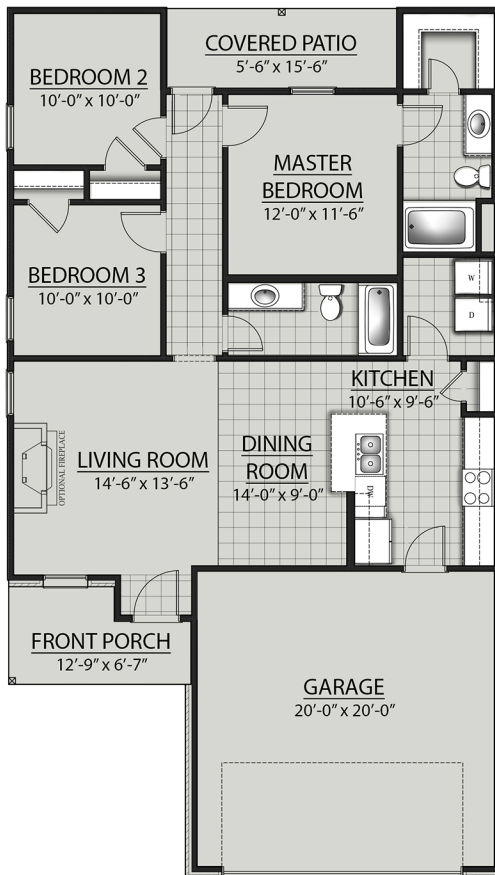 COVERED PATIO
5'-6" x 15'-6"
BEDROOM 2
10'-0" x 10'-0"
MASTER
BEDROOM
12'-0" x 11'-6"
BEDROOM 3
10'-0" x 10'-0"
W
D
KITCHEN
10'-6" x 9'-6"
OPTIONAL FIREPLACE
LIVING ROOM
14'-6" x 13'-6"
DINING
ROOM
14'-0" x 9'-0"
DW
FRONT PORCH
12'-9" x 6'-7"
GARAGE
20'-0" x 20'-0"